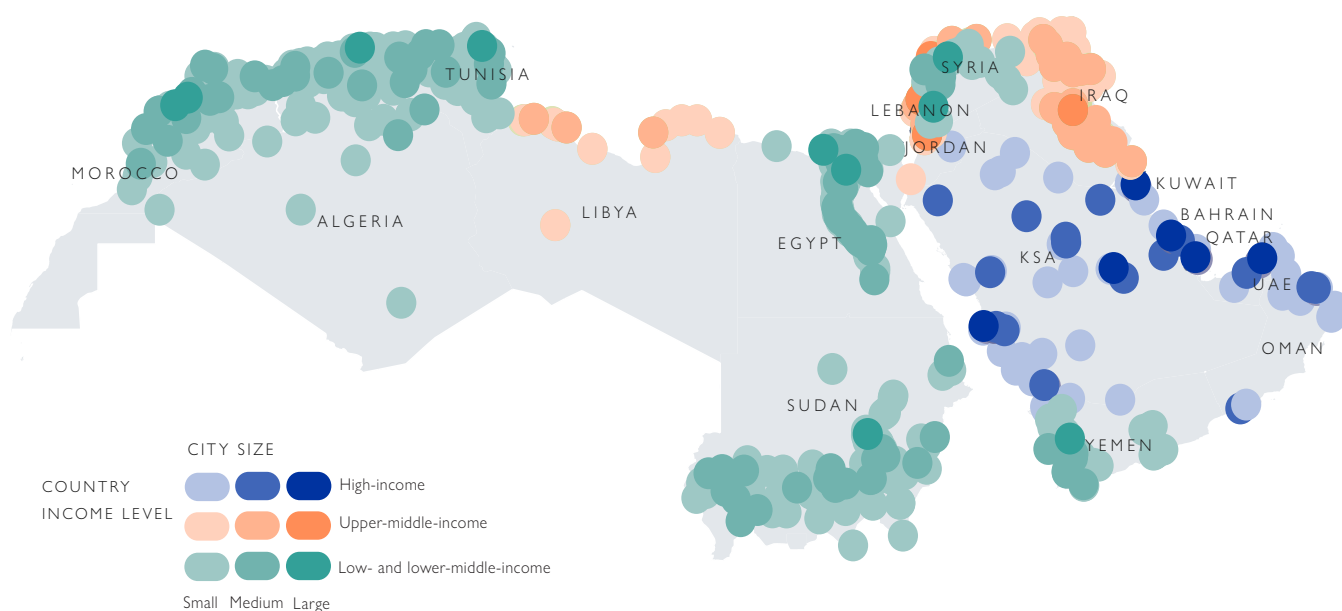 TUNISIA
SYRIA
IRAQ
LEBANON
JORDAN
MOROCCO
KUWAIT
ALGERIA
LIBYA
BAHRAIN
QATAR
EGYPT
KSA
UAE
OMAN
SUDAN
YEMEN
CITY SIZE
COUNTRY
INCOME LEVEL
High-income
Upper-middle-income
Low- and lower-middle-income
Small Medium Large